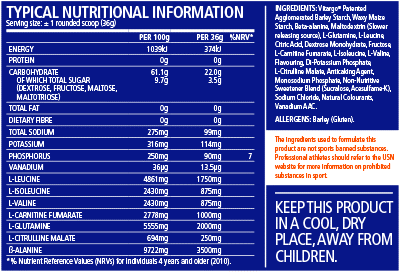 TYPICAL NUTRITIONAL INFORMATION
Serving size: ± 1 rounded scoop (36g)
PER 100g PER 36g %NRV*
ENERGY 1039kJ 374kJ
PROTEIN 0g 0g
CARBOHYDRATE 61.1g 22.0g
OF WHICH TOTAL SUGAR 9.7g 3.5g
(DEXTROSE, FRUCTOSE, MALTOSE,
MALTOTRIOSE)
TOTAL FAT 0g 0g
DIETARY FIBRE 0g 0g
TOTAL SODIUM 275mg 99mg
POTASSIUM 316mg 114mg
PHOSPHORUS 250mg 90mg 7
VANADIUM 36µg 13.5µg
L-LEUCINE 4861mg 1750mg
L-ISOLEUCINE 2430mg 875mg
L-VALINE 2430mg 875mg
L-CARNITINE FUMARATE 2778mg 1000mg
L-GLUTAMINE 5555mg 2000mg
L-CITRULLINE MALATE 694mg 250mg
ß-ALANINE 9722mg 3500mg
* % Nutrient Reference Values (NRVs) for individuals 4 years and older (2010).
INGREDIENTS: Vitargo® Patented
Agglomerated Barley Starch, Waxy Maize
Starch, Beta-alanine, Maltodextrin (Slower
releasing source), L-Glutamine, L-Leucine,
Citric Acid, Dextrose Monohydrate, Fructose,
L-Carnitine Fumarate, L-Isoleucine, L-Valine,
Flavouring, Di-Potassium Phosphate,
L-Citrulline Malate, Anticaking Agent,
Monosodium Phosphate, Non-Nutritive
Sweetener Blend (Sucralose, Acesulfame-K),
Sodium Chloride, Natural Colourants,
Vanadium AAC.
ALLERGENS: Barley (Gluten).
The ingredients used to formulate this
product are not sports banned substances.
Professional athletes should refer to the USN
website for more information on prohibited
substances in sport.
KEEP THIS PRODUCT
IN A COOL, DRY
PLACE, AWAY FROM
CHILDREN.